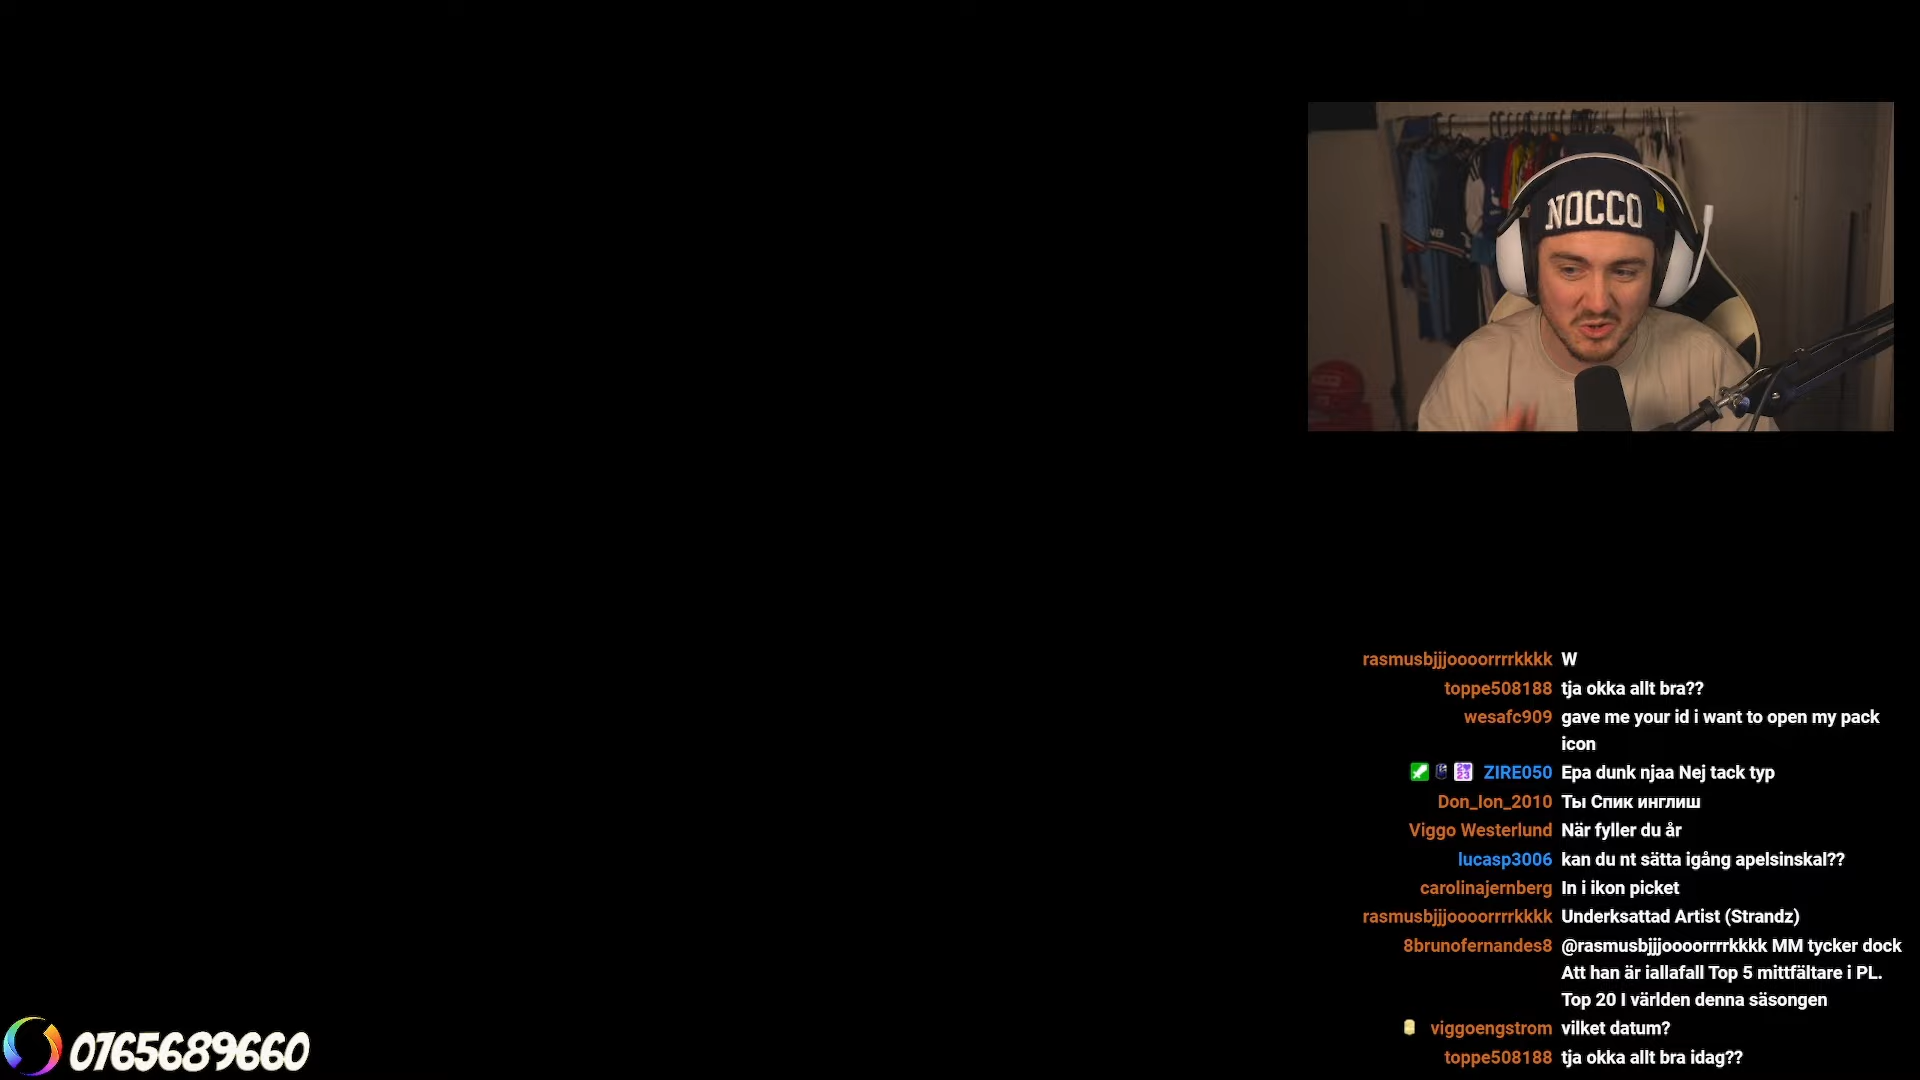 NOCCO
rasmusbjjjoooorrrrkkkk W
toppe508188 tja okka allt bra??
wesafc909 gave me your id i want to open my pack
icon
ZIRE050 Epa dunk njaa Nej tack typ
Don_Ion_2010 Ты Спик инглиш
Viggo Westerlund När fyller du år
lucasp3006 kan du nt sätta igång apelsinskal??
carolinajernberg In i ikon picket
rasmusbjjjoooorrrrkkkk Underksattad Artist (Strandz)
8brunofernandes8 @rasmusbjjjoooorrrrkkkk MM tycker dock
Att han är iallafall Top 5 mittfältare i PL.
Top 20 I världen denna säsongen
viggoengstrom vilket datum?
toppe508188 tja okka allt bra idag??
0765689660